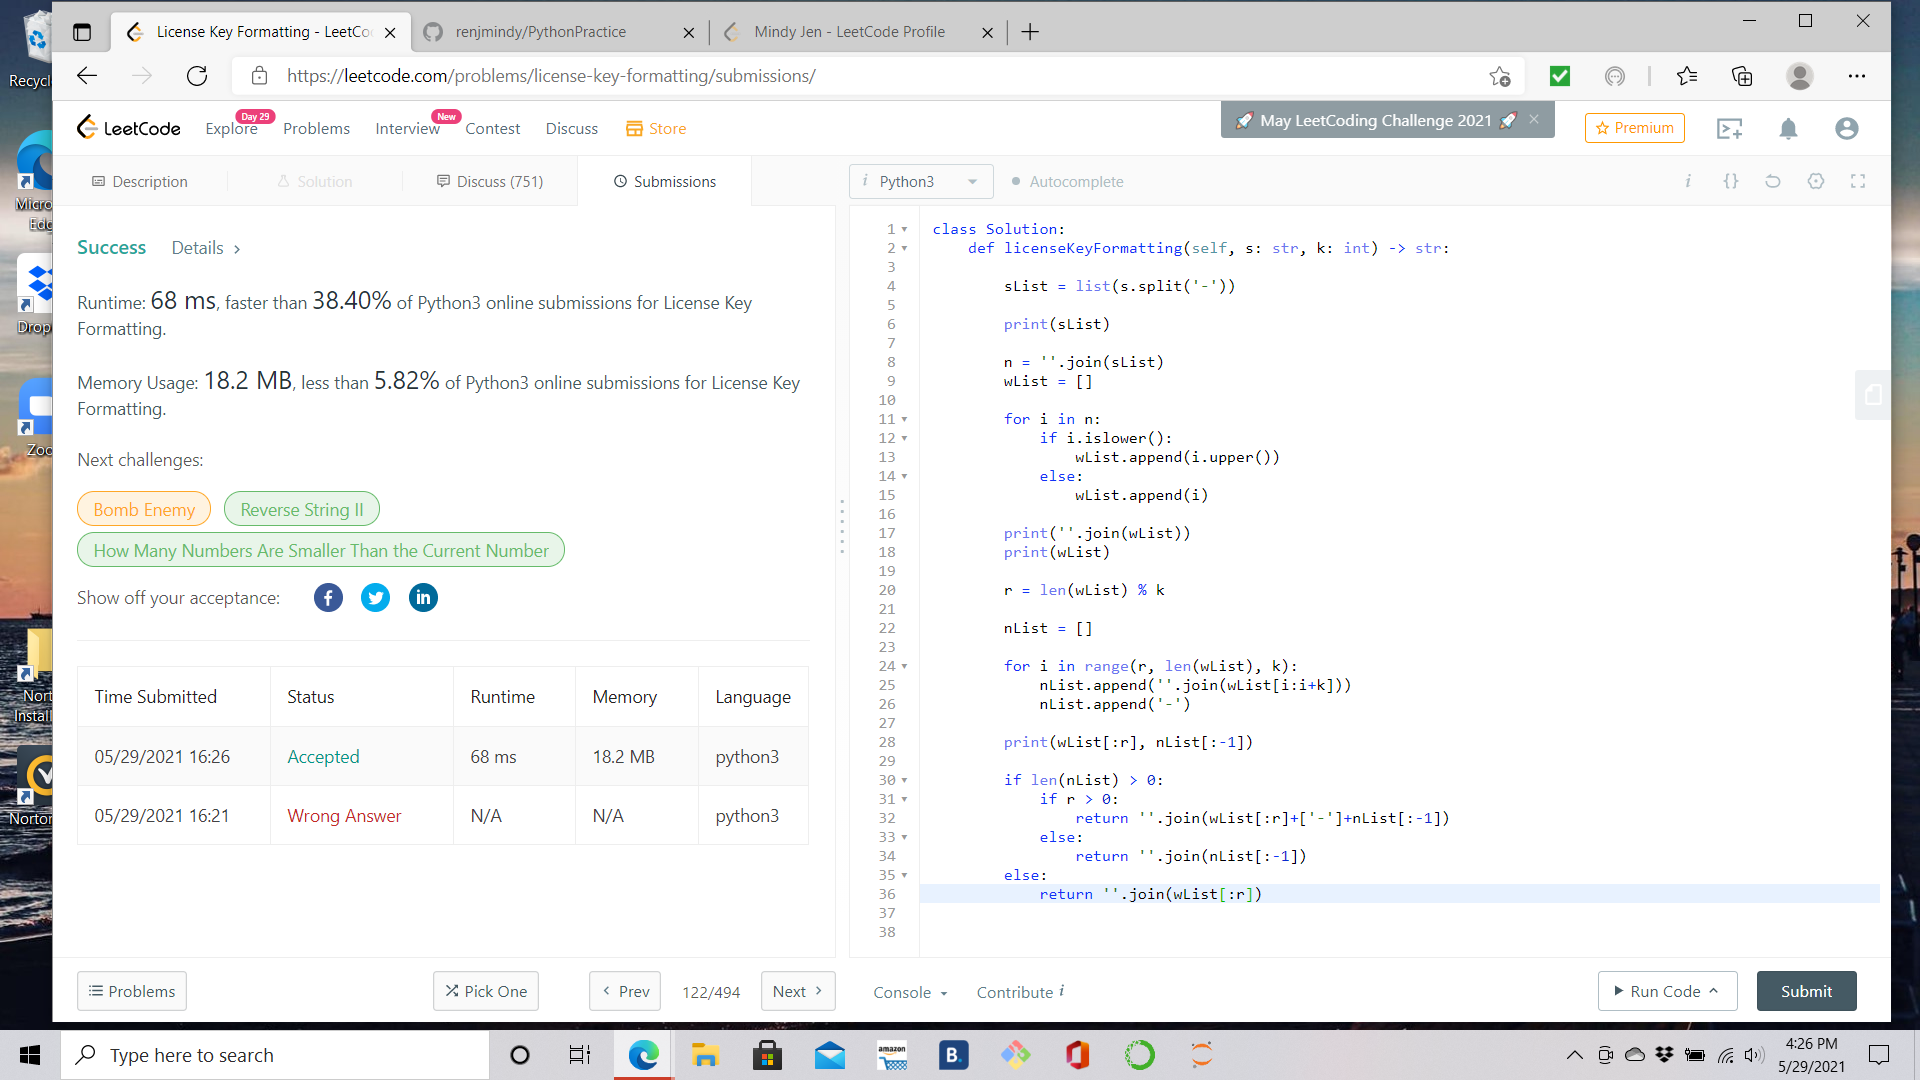 Recycl
Micro
Edg
Drop
Zoo
Nort
Install
Norton
License Key Formatting - LeetCo
renjmindy/PythonPractice
Mindy Jen - LeetCode Profile
https://leetcode.com/problems/license-key-formatting/submissions/
LeetCode
Explore
Day 29
Problems
Interview
New
Contest
Discuss
Store
🚀 May LeetCoding Challenge 2021 🚀
Premium
Description
Solution
Discuss (751)
Submissions
i Python3
Autocomplete
i {}
Success Details >
Runtime: 68 ms, faster than 38.40% of Python3 online submissions for License Key
Formatting.
Memory Usage: 18.2 MB, less than 5.82% of Python3 online submissions for License Key
Formatting.
Next challenges:
Bomb Enemy
Reverse String II
How Many Numbers Are Smaller Than the Current Number
Show off your acceptance:
Time Submitted Status Runtime Memory Language
05/29/2021 16:26 Accepted 68 ms 18.2 MB python3
05/29/2021 16:21 Wrong Answer N/A N/A python3
1 class Solution:
2 def licenseKeyFormatting(self, s: str, k: int) -> str:
3
4 sList = list(s.split('-'))
5
6 print(sList)
7
8 n = ''.join(sList)
9 wList = []
10
11 for i in n:
12 if i.islower():
13 wList.append(i.upper())
14 else:
15 wList.append(i)
16
17 print(''.join(wList))
18 print(wList)
19
20 r = len(wList) % k
21
22 nList = []
23
24 for i in range(r, len(wList), k):
25 nList.append(''.join(wList[i:i+k]))
26 nList.append('-')
27
28 print(wList[:r], nList[:-1])
29
30 if len(nList) > 0:
31 if r > 0:
32 return ''.join(wList[:r]+['-']+nList[:-1])
33 else:
34 return ''.join(nList[:-1])
35 else:
36 return ''.join(wList[:r])
37
38
Problems
Pick One
< Prev
122/494
Next >
Console
Contribute i
Run Code
Submit
Type here to search
amazon
B.
4:26 PM
5/29/2021